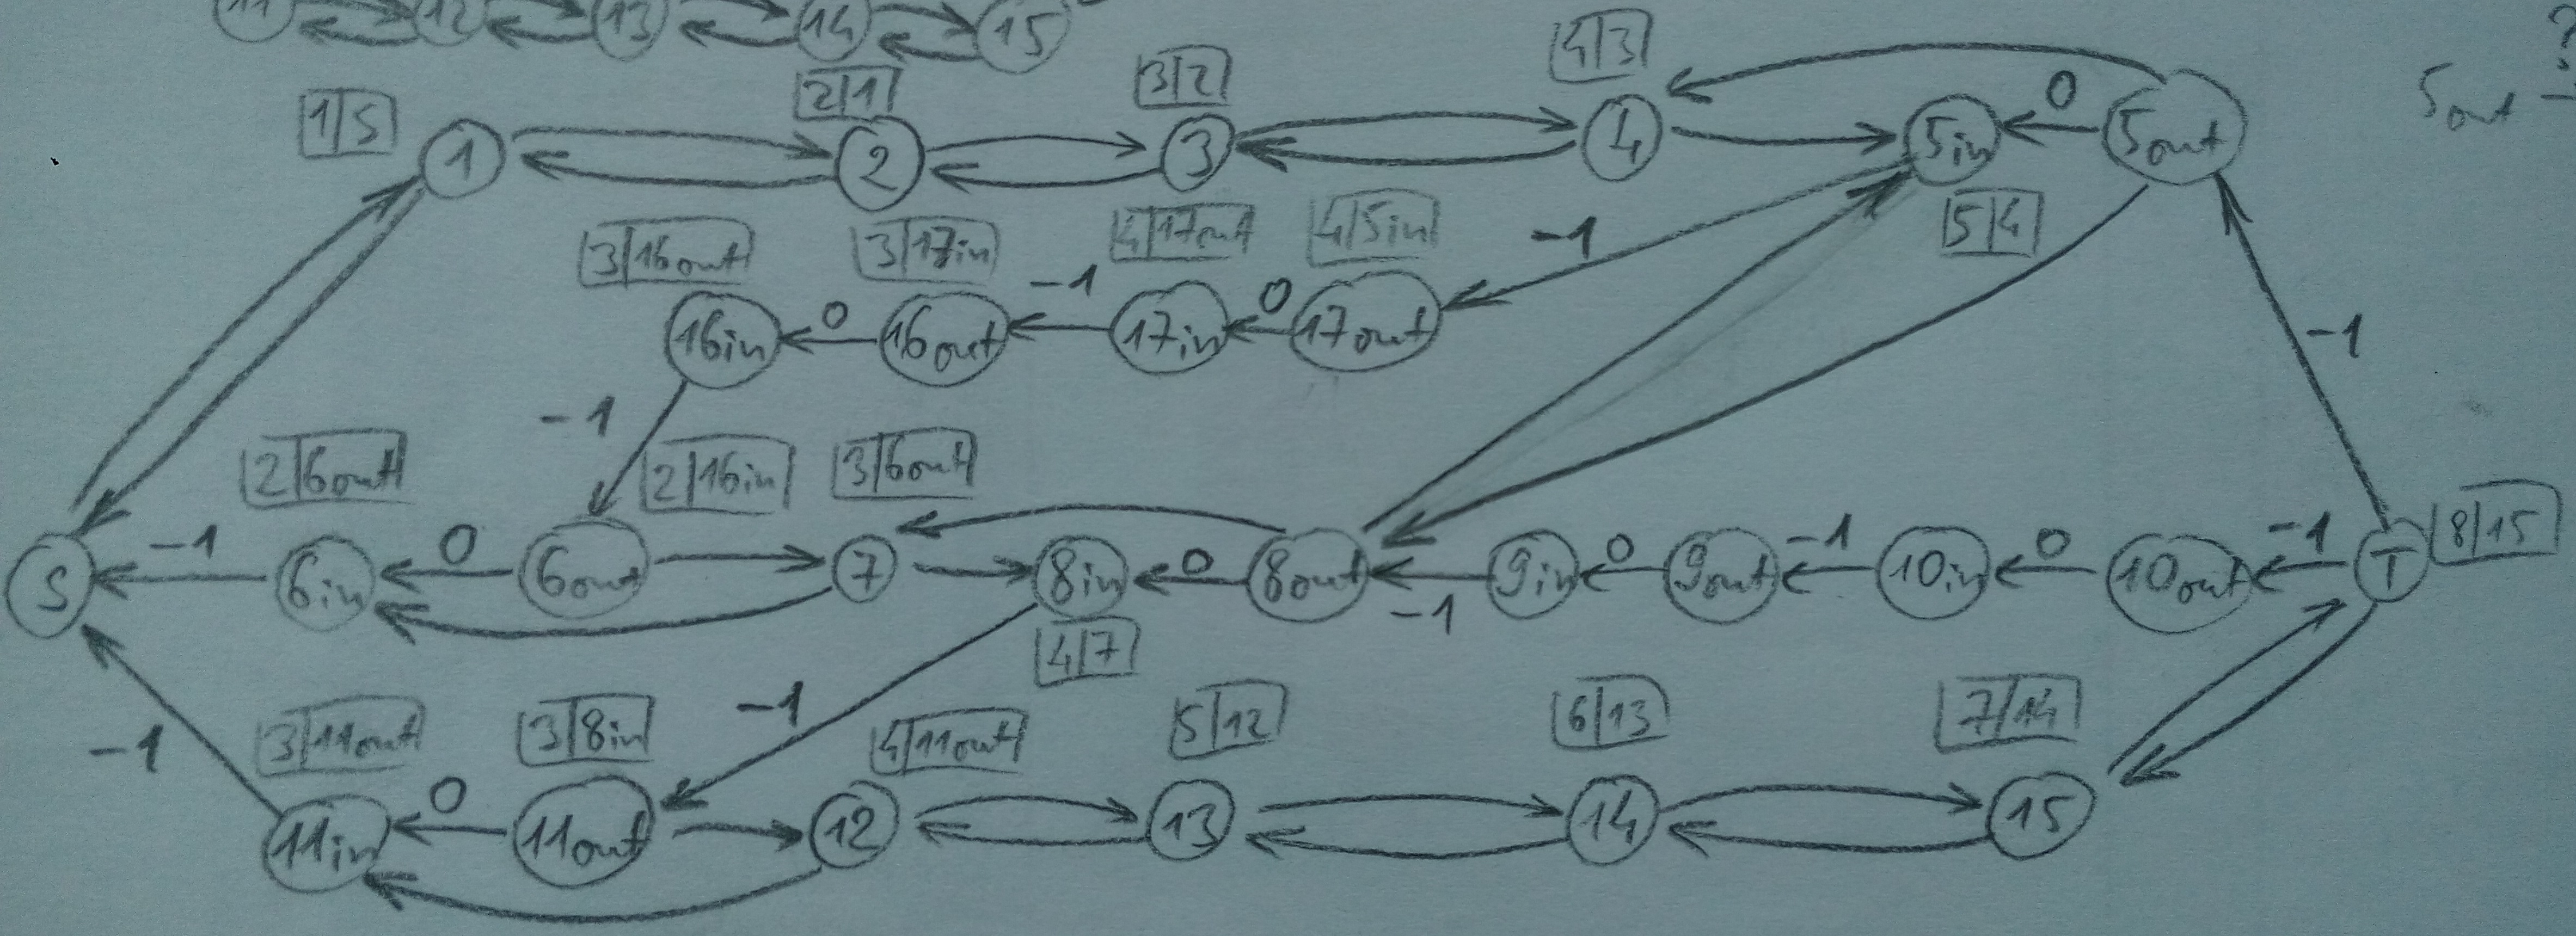 11 12 13 14 15
?
4|3
3|2
2|1
1|5
0
5out
1 2 3 4 5in 5out
5|4
3|16out 3|17in 4|17out 4|5in
-1
-1 0
0
16in 16out 17in 17out
-1
-1
2|6out 2|16in 3|6out
8|15
-1 0 0 0 -1 0 -1
S 6in 6out 7 8in 8out 9in 9out 10in 10out T
-1
4|7
-1
3|11out 3|8in 4|11out 5|12 6|13 7|14
-1
0
11in 11out 12 13 14 15